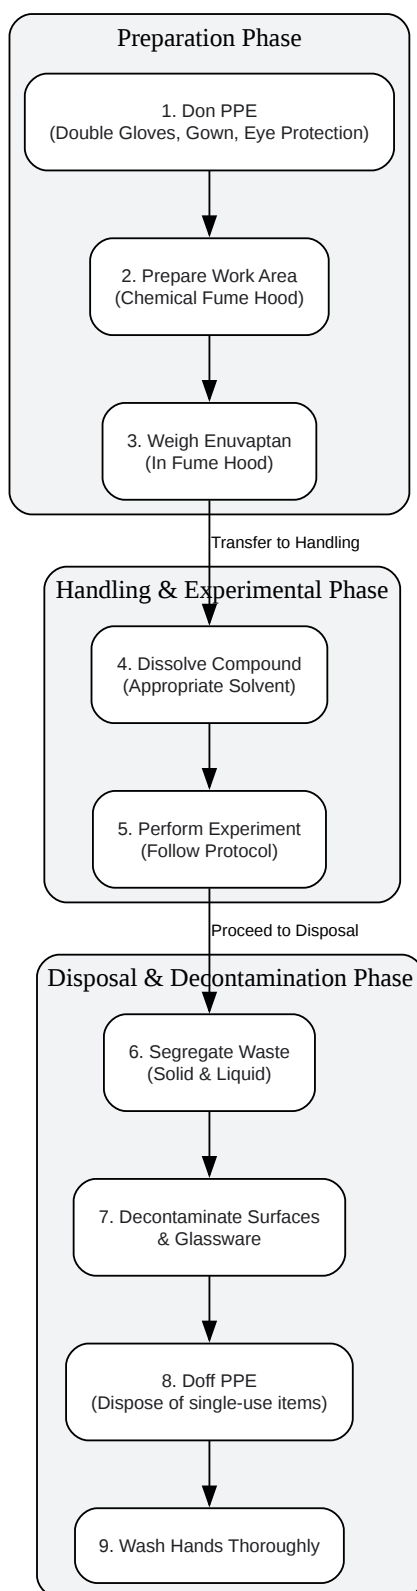 Preparation Phase
1. Don PPE
(Double Gloves, Gown, Eye Protection)
2. Prepare Work Area
(Chemical Fume Hood)
3. Weigh Enuvaptan
(In Fume Hood)
Transfer to Handling
Handling & Experimental Phase
4. Dissolve Compound
(Appropriate Solvent)
5. Perform Experiment
(Follow Protocol)
Proceed to Disposal
Disposal & Decontamination Phase
6. Segregate Waste
(Solid & Liquid)
7. Decontaminate Surfaces
& Glassware
8. Doff PPE
(Dispose of single-use items)
9. Wash Hands Thoroughly